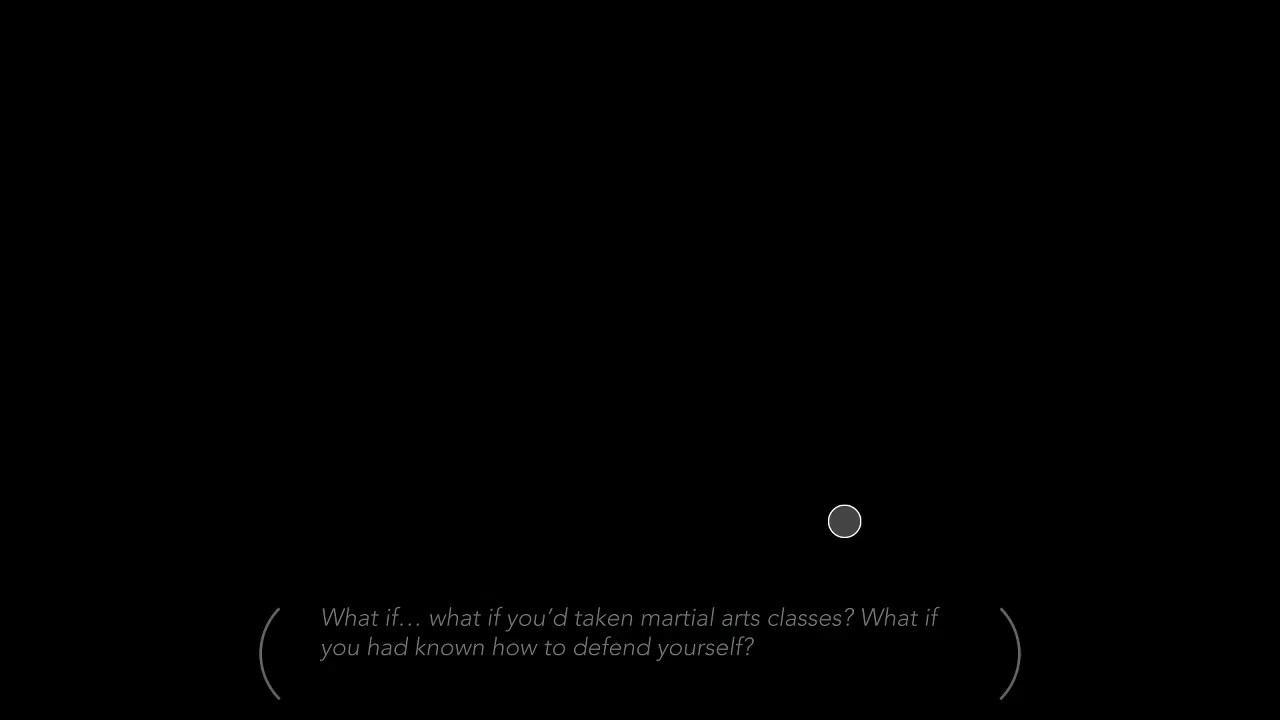 What if… what if you’d taken martial arts classes? What if
you had known how to defend yourself?